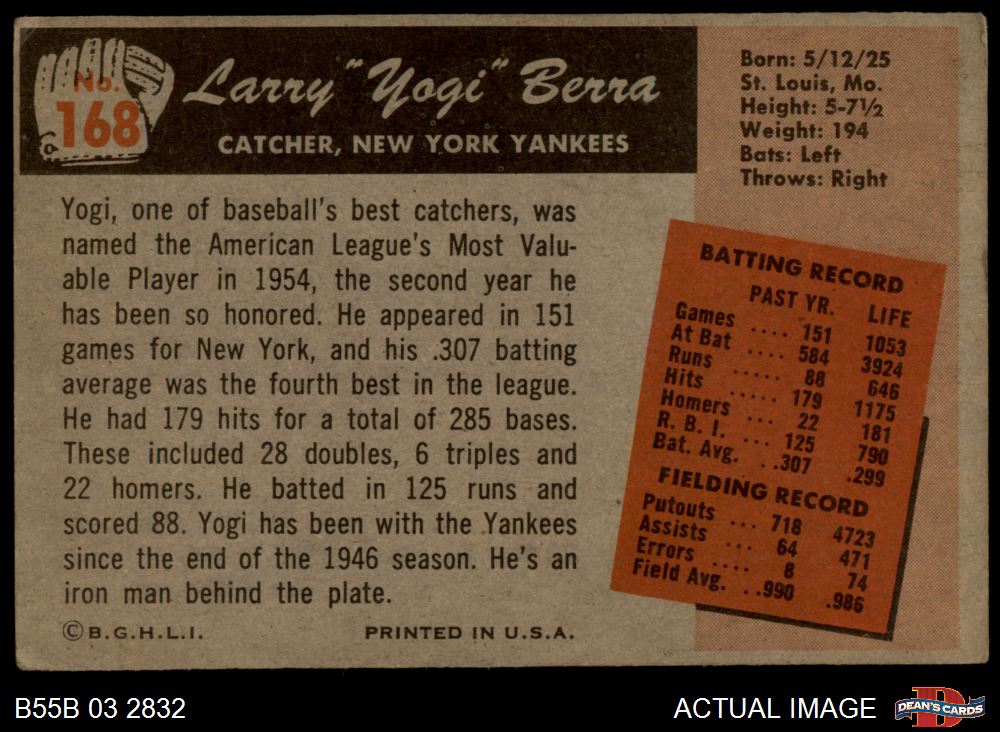 No.
168
Larry "Yogi" Berra
CATCHER, NEW YORK YANKEES
Born: 5/12/25
St. Louis, Mo.
Height: 5-7½
Weight: 194
Bats: Left
Throws: Right
Yogi, one of baseball's best catchers, was
named the American League's Most Valu-
able Player in 1954, the second year he
has been so honored. He appeared in 151
games for New York, and his .307 batting
average was the fourth best in the league.
He had 179 hits for a total of 285 bases.
These included 28 doubles, 6 triples and
22 homers. He batted in 125 runs and
scored 88. Yogi has been with the Yankees
since the end of the 1946 season. He's an
iron man behind the plate.
© B.G.H.L.I.
PRINTED IN U.S.A.
BATTING RECORD
PAST YR. LIFE
Games .... 151 1053
At Bat .... 584 3924
Runs ..... 88 646
Hits ..... 179 1175
Homers .... 22 181
R. B. I. ... 125 790
Bat. Avg. ..307 .299
FIELDING RECORD
Putouts ... 718 4723
Assists ... 64 471
Errors .... 8 74
Field Avg. ..990 .986
B55B 03 2832
ACTUAL IMAGE
D
DEAN'S CARDS